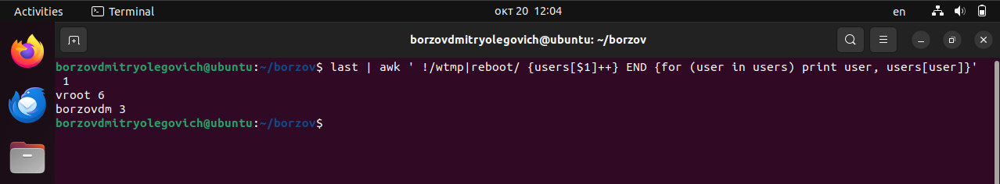 Activities Terminal окт 20 12:04 en
borzovdmitryolegovich@ubuntu: ~/borzov
borzovdmitryolegovich@ubuntu:~/borzov$ last | awk ' !/wtmp|reboot/ {users[$1]++} END {for (user in users) print user, users[user]}'
1
vroot 6
borzovdm 3
borzovdmitryolegovich@ubuntu:~/borzov$